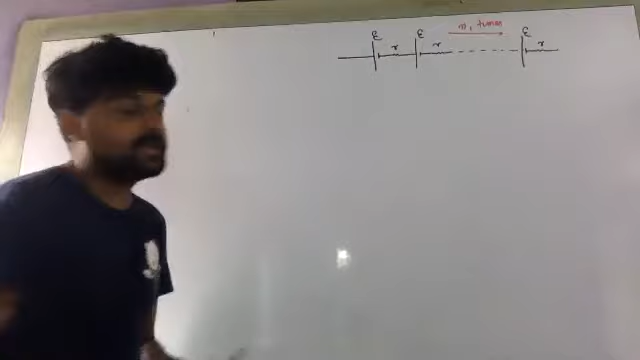 n, times
ε ε ε
r r r